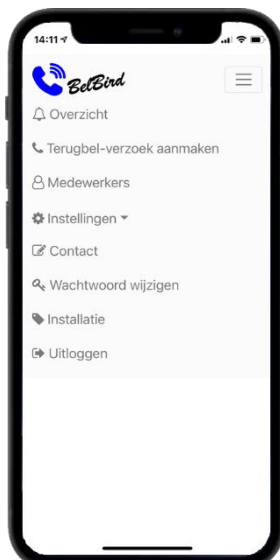 14:11
BelBird
Overzicht
Terugbel-verzoek aanmaken
Medewerkers
Instellingen
Contact
Wachtwoord wijzigen
Installatie
Uitloggen